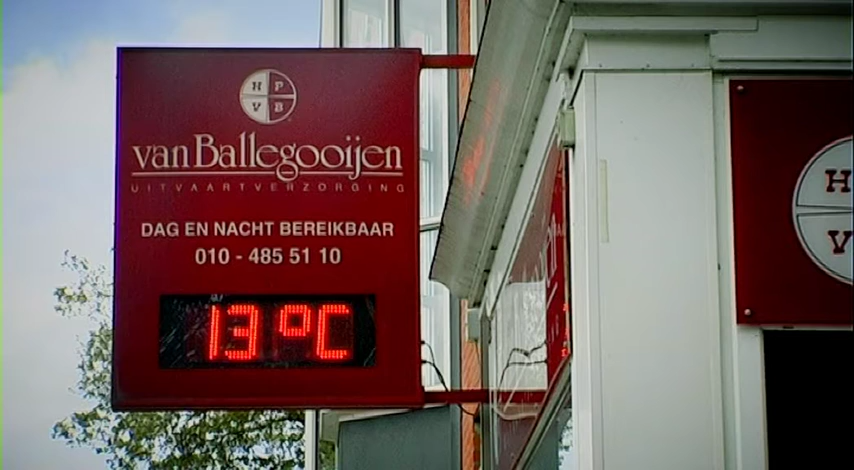 H P
V B
van Ballegooijen
UITVAARTVERZORGING
DAG EN NACHT BEREIKBAAR
010 - 485 51 10
13°C
H
V